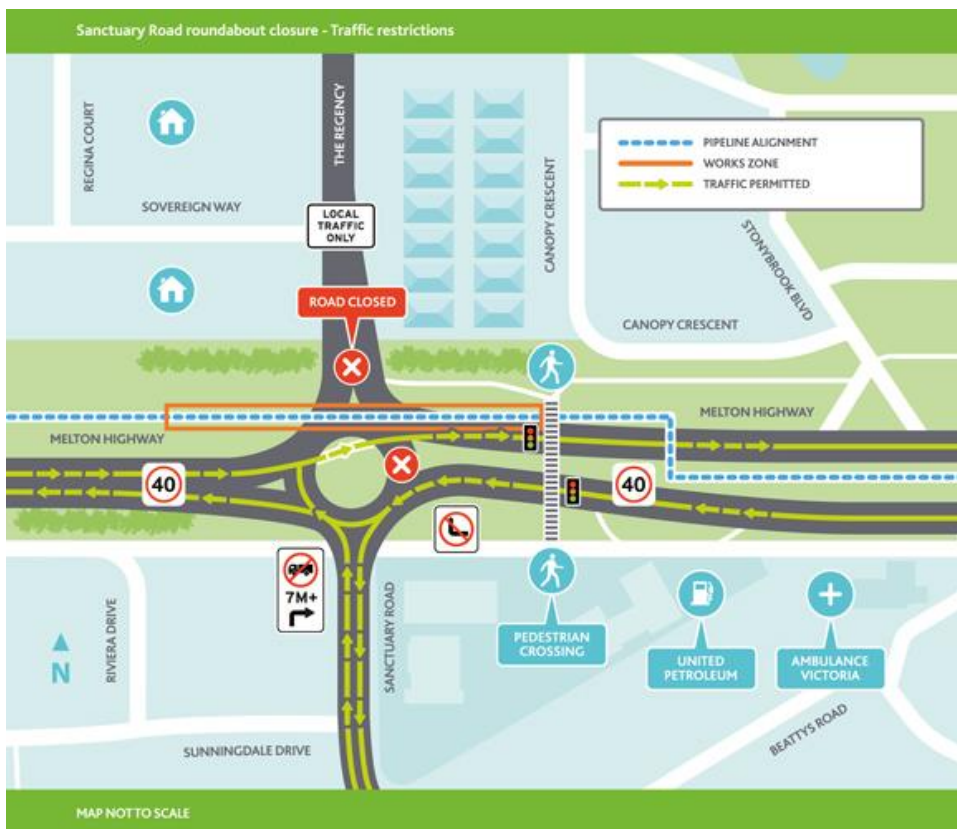 Sanctuary Road roundabout closure - Traffic restrictions
REGINA COURT
THE REGENCY
SOVEREIGN WAY
LOCAL
TRAFFIC
ONLY
CANOPY CRESCENT
PIPELINE ALIGNMENT
WORKS ZONE
TRAFFIC PERMITTED
STONYBROOK BLVD
ROAD CLOSED
CANOPY CRESCENT
MELTON HIGHWAY
MELTON HIGHWAY
40
40
7M+
RIVIERA DRIVE
N
SANCTUARY ROAD
PEDESTRIAN
CROSSING
UNITED
PETROLEUM
AMBULANCE
VICTORIA
BEATTYS ROAD
SUNNINGDALE DRIVE
MAP NOT TO SCALE